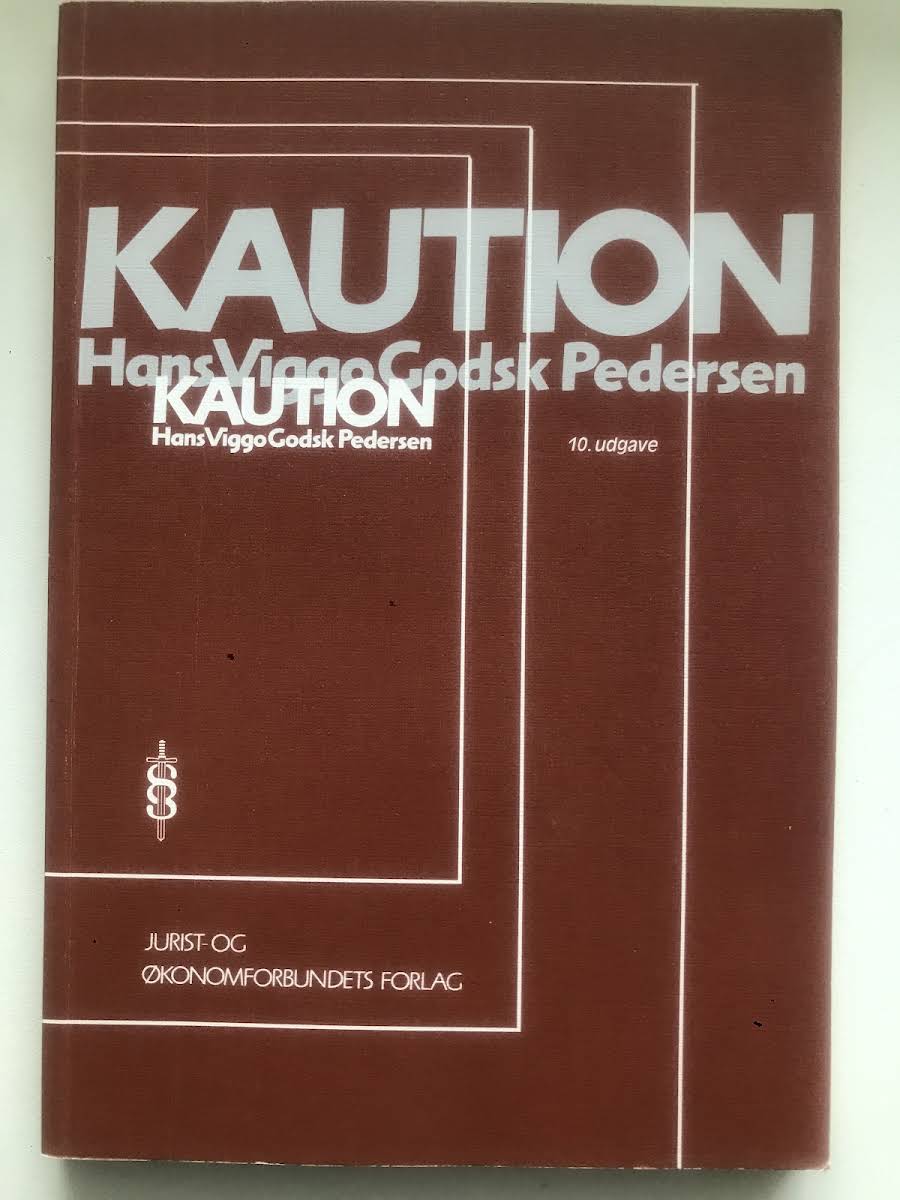 KAUTION
Hans Viggo Godsk Pedersen
KAUTION
Hans Viggo Godsk Pedersen
10. udgave
§
JURIST- OG
ØKONOMFORBUNDETS FORLAG